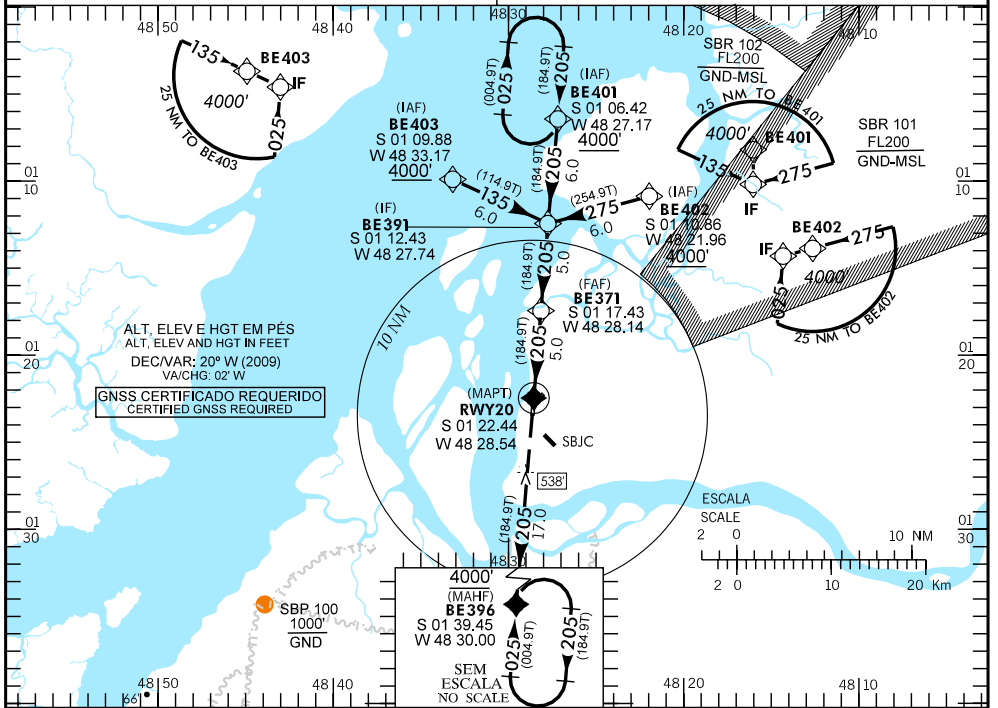 48 50
48 40
48 30
48 20
48 10
135
BE403
IF
4000'
025
25 NM TO BE403
(004.9T)
025
205
(184.9T)
(IAF)
BE401
S 01 06.42
W 48 27.17
4000'
(IAF)
BE403
S 01 09.88
W 48 33.17
4000'
(184.9T)
205
6.0
(114.9T)
135
6.0
(254.9T)
275
6.0
(IAF)
BE402
S 01 10.86
W 48 21.96
4000'
SBR 102
FL200
GND-MSL
25 NM TO BE401
4000'
BE401
135
275
IF
SBR 101
FL200
GND-MSL
01
10
01
10
(IF)
BE391
S 01 12.43
W 48 27.74
(184.9T)
205
5.0
BE402
IF
275
4000'
025
25 NM TO BE402
(FAF)
BE371
S 01 17.43
W 48 28.14
10 NM
(184.9T)
205
5.0
ALT, ELEV E HGT EM PÉS
ALT, ELEV AND HGT IN FEET
DEC/VAR: 20º W (2009)
VA/CHG: 02' W
GNSS CERTIFICADO REQUERIDO
CERTIFIED GNSS REQUIRED
01
20
01
20
(MAPT)
RWY20
S 01 22.44
W 48 28.54
SBJC
538'
(184.9T)
205
17.0
ESCALA
SCALE
2 0 10 NM
2 0 10 20 Km
01
30
01
30
48 30
4000'
(MAHF)
BE396
S 01 39.45
W 48 30.00
025
(004.9T)
205
(184.9T)
SEM
ESCALA
NO SCALE
SBP 100
1000'
GND
66'
48 50
48 40
48 20
48 10